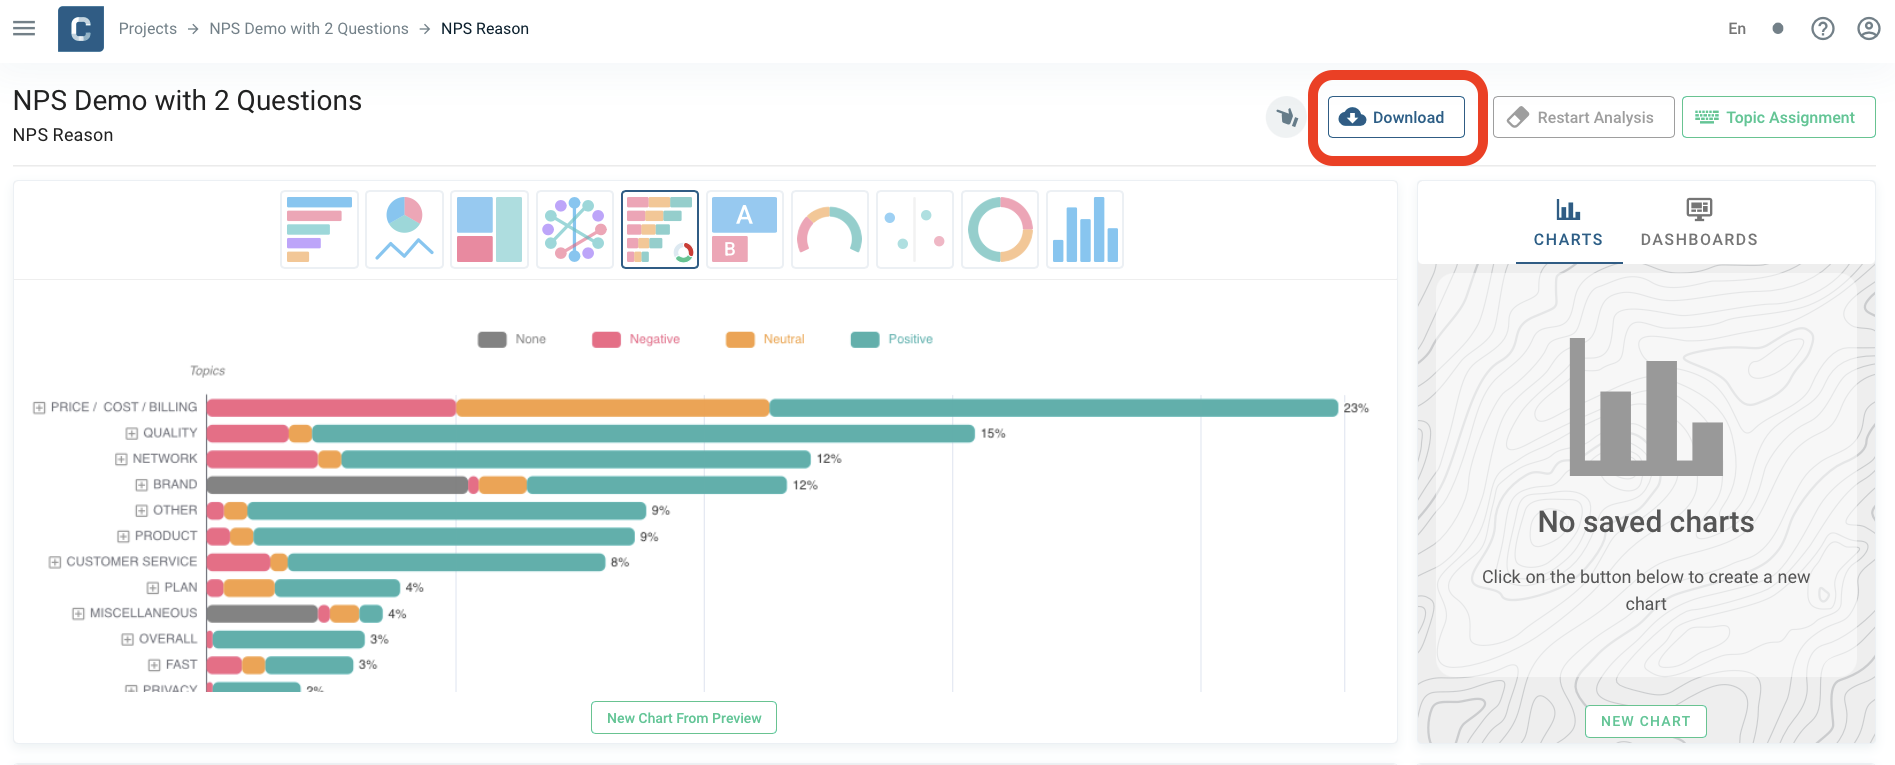 C
Projects → NPS Demo with 2 Questions → NPS Reason
En
NPS Demo with 2 Questions
NPS Reason
Download
Restart Analysis
Topic Assignment
A
B
CHARTS
DASHBOARDS
None Negative Neutral Positive
Topics
PRICE / COST / BILLING 23%
QUALITY 15%
NETWORK 12%
BRAND 12%
OTHER 9%
PRODUCT 9%
CUSTOMER SERVICE 8%
PLAN 4%
MISCELLANEOUS 4%
OVERALL 3%
FAST 3%
PRIVACY 2%
New Chart From Preview
No saved charts
Click on the button below to create a new
chart
NEW CHART